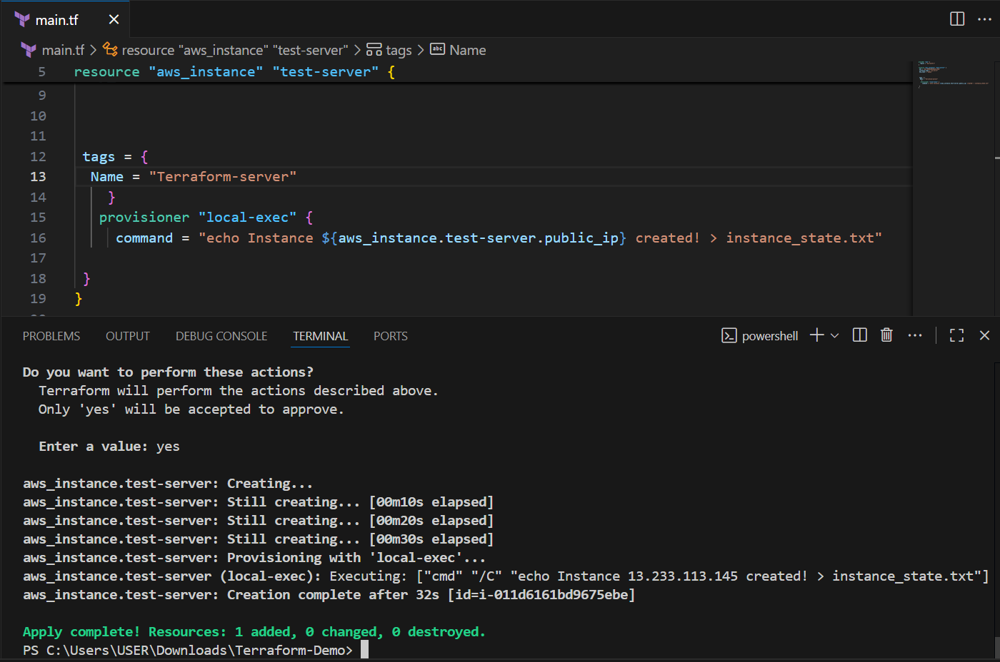 main.tf
main.tf > resource "aws_instance" "test-server" > tags > abc Name
5 resource "aws_instance" "test-server" {
9
10
11
12 tags = {
13 Name = "Terraform-server"
14 }
15 provisioner "local-exec" {
16 command = "echo Instance ${aws_instance.test-server.public_ip} created! > instance_state.txt"
17
18 }
19 }
PROBLEMS OUTPUT DEBUG CONSOLE TERMINAL PORTS powershell
Do you want to perform these actions?
Terraform will perform the actions described above.
Only 'yes' will be accepted to approve.
Enter a value: yes
aws_instance.test-server: Creating...
aws_instance.test-server: Still creating... [00m10s elapsed]
aws_instance.test-server: Still creating... [00m20s elapsed]
aws_instance.test-server: Still creating... [00m30s elapsed]
aws_instance.test-server: Provisioning with 'local-exec'...
aws_instance.test-server (local-exec): Executing: ["cmd" "/C" "echo Instance 13.233.113.145 created! > instance_state.txt"]
aws_instance.test-server: Creation complete after 32s [id=i-011d6161bd9675ebe]
Apply complete! Resources: 1 added, 0 changed, 0 destroyed.
PS C:\Users\USER\Downloads\Terraform-Demo>